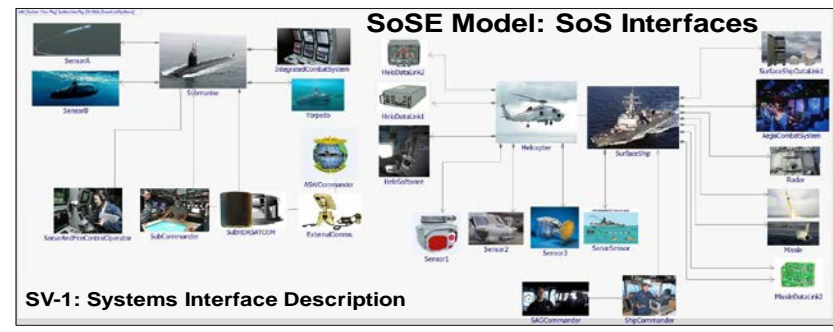 SoSE Model: SoS Interfaces
SensorA
SensorB
Submarine
IntegratedCombatSystem
Torpedo
ASWCommander
SonarAndFireControlOperator
SubCommander
SubHDRSATCOM
ExternalComms
HeloDataLink2
HeloDataLink1
HeloSoftware
Helicopter
SurfaceShip
Sensor1
Sensor2
Sensor3
SonarSensor
SAGCommander
ShipCommander
SurfaceShipDataLink1
AegisCombatSystem
Radar
Missile
MissileDataLink2
SV-1: Systems Interface Description